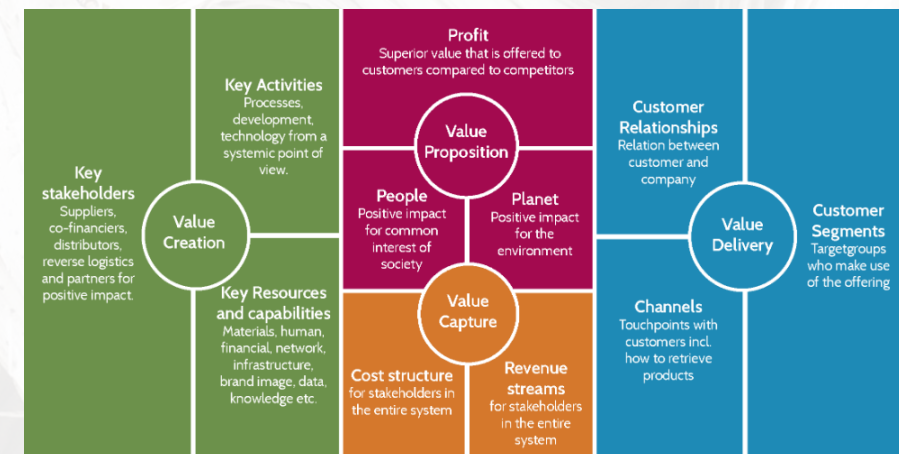 Key
stakeholders
Suppliers,
co-financiers,
distributors,
reverse logistics
and partners for
positive impact.
Value
Creation
Key Activities
Processes,
development,
technology from a
systemic point of
view.
Key Resources
and capabilities
Materials, human,
financial, network,
infrastructure,
brand image, data,
knowledge etc.
Profit
Superior value that is offered to
customers compared to competitors
Value
Proposition
People
Positive impact
for common
interest of
society
Planet
Positive impact
for the
environment
Value
Capture
Cost structure
for stakeholders in
the entire system
Revenue
streams
for stakeholders
in the entire
system
Customer
Relationships
Relation between
customer and
company
Value
Delivery
Channels
Touchpoints with
customers incl.
how to retrieve
products
Customer
Segments
Targetgroups
who make use
of the offering